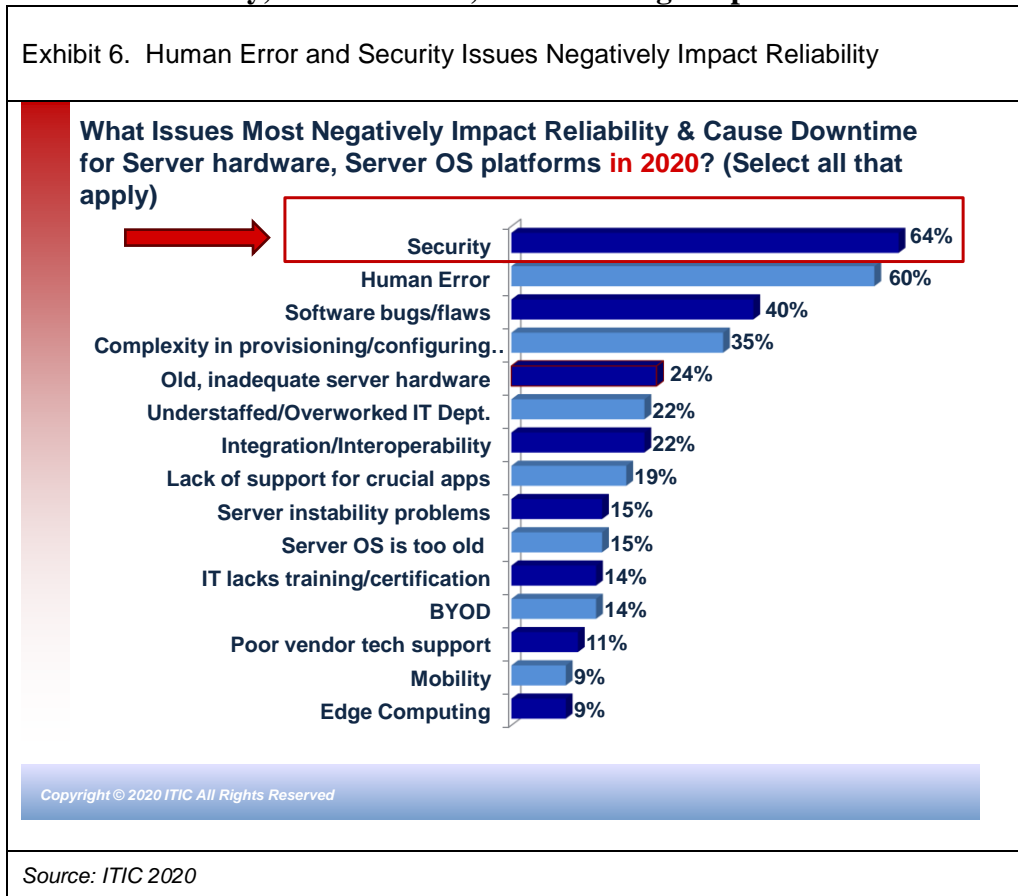 Exhibit 6.  Human Error and Security Issues Negatively Impact Reliability
What Issues Most Negatively Impact Reliability & Cause Downtime
for Server hardware, Server OS platforms in 2020? (Select all that
apply)
Security 64%
Human Error 60%
Software bugs/flaws 40%
Complexity in provisioning/configuring.. 35%
Old, inadequate server hardware 24%
Understaffed/Overworked IT Dept. 22%
Integration/Interoperability 22%
Lack of support for crucial apps 19%
Server instability problems 15%
Server OS is too old 15%
IT lacks training/certification 14%
BYOD 14%
Poor vendor tech support 11%
Mobility 9%
Edge Computing 9%
Copyright © 2020 ITIC All Rights Reserved
Source: ITIC 2020